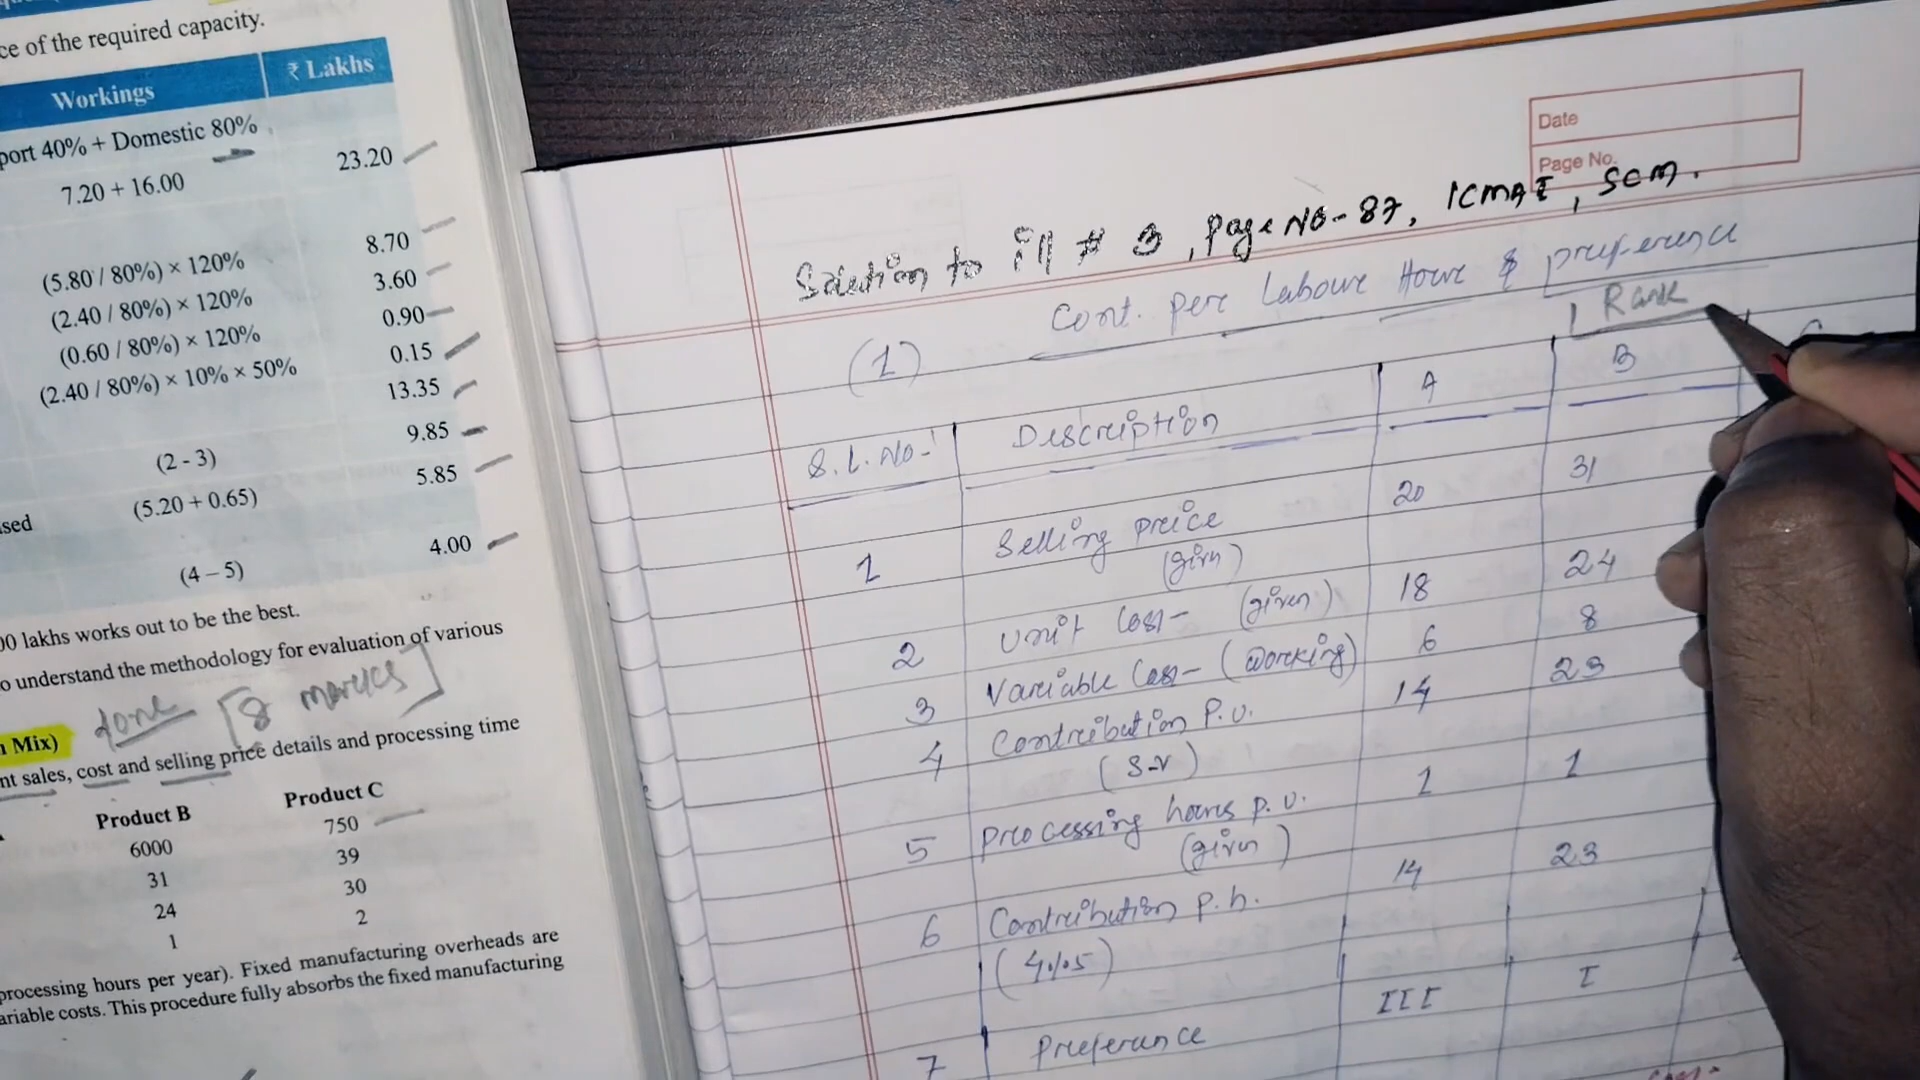 ce of the required capacity.
Workings ₹ Lakhs
port 40% + Domestic 80%
7.20 + 16.00 23.20
(5.80 / 80%) × 120% 8.70
(2.40 / 80%) × 120% 3.60
(0.60 / 80%) × 120% 0.90
(2.40 / 80%) × 10% × 50% 0.15
13.35
(2 - 3) 9.85
sed (5.20 + 0.65) 5.85
(4 – 5) 4.00
00 lakhs works out to be the best.
o understand the methodology for evaluation of various
done [8 marks]
n Mix)
nt sales, cost and selling price details and processing time
Product B Product C
6000 750
31 39
24 30
1 2
processing hours per year). Fixed manufacturing overheads are
ariable costs. This procedure fully absorbs the fixed manufacturing
Date
Page No.
Solution to ill # 3, Page No-87, ICMAI, SCM.
(1) Cont. per Labour Hour & preference
Rank
S.L.No. Description A B
1 Selling price 20 31
(given)
2 Unit Cost- (given) 18 24
3 Variable Cost- (working) 6 8
4 Contribution P.U. 14 23
(S-V)
5 Processing hours p.u. 1 1
(given)
6 Contribution p.h. 14 23
(4/5)
7 Preferance III I